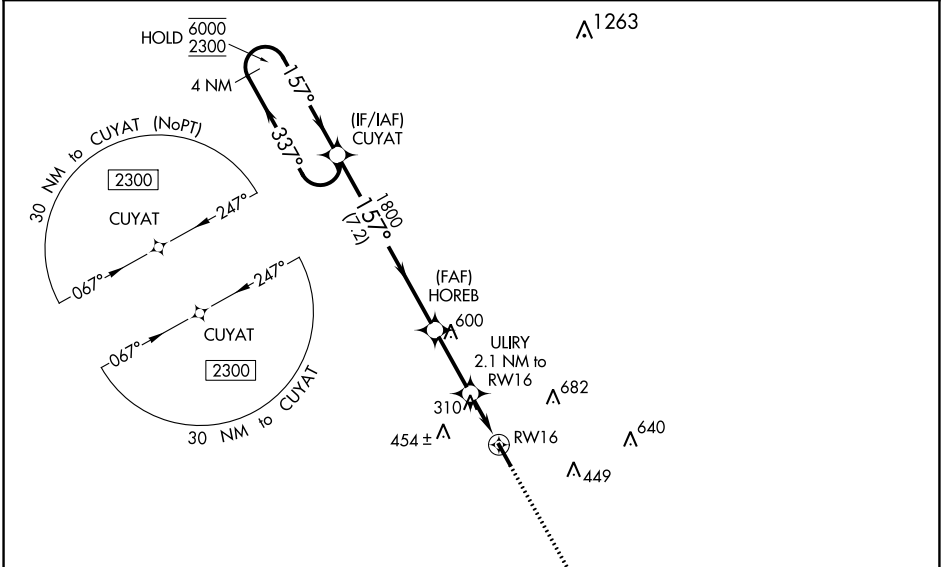 1263
HOLD 6000
2300
4 NM
157°
337°
(IF/IAF)
CUYAT
30 NM to CUYAT (NoPT)
2300
CUYAT
247°
067°
1800
157°
(7.2)
247°
067°
CUYAT
2300
30 NM to CUYAT
(FAF)
HOREB
600
ULIRY
2.1 NM to
RW16
682
310
454 ±
RW16
640
449